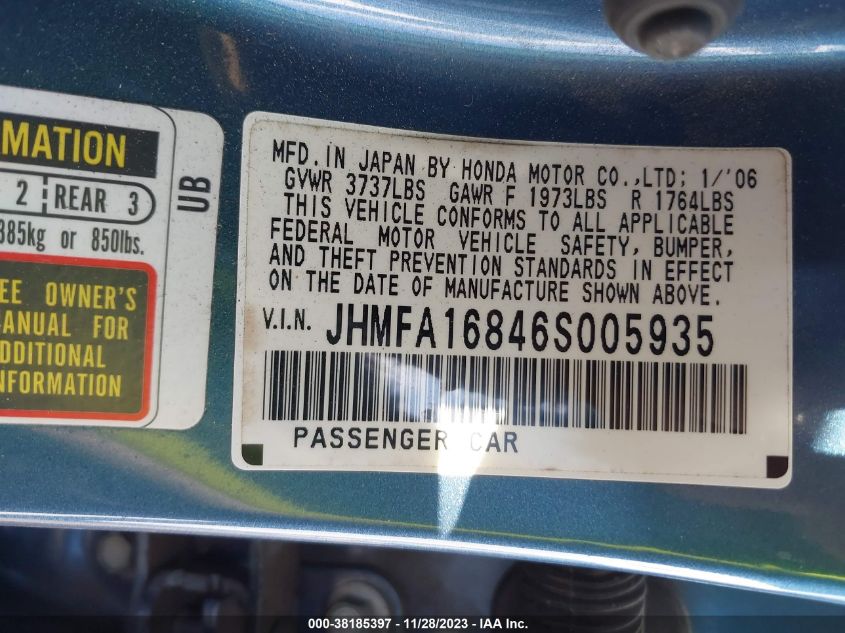 MATION
2 REAR 3
385kg or 850lbs.
EE OWNER'S
ANUAL FOR
DDITIONAL
NFORMATION
UB
MFD. IN JAPAN BY HONDA MOTOR CO.,LTD; 1/'06
GVWR 3737LBS GAWR F 1973LBS R 1764LBS
THIS VEHICLE CONFORMS TO ALL APPLICABLE
FEDERAL MOTOR VEHICLE SAFETY, BUMPER,
AND THEFT PREVENTION STANDARDS IN EFFECT
ON THE DATE OF MANUFACTURE SHOWN ABOVE.
V.I.N. JHMFA16846S005935
PASSENGER CAR
000-38185397 - 11/28/2023 - IAAI.COM